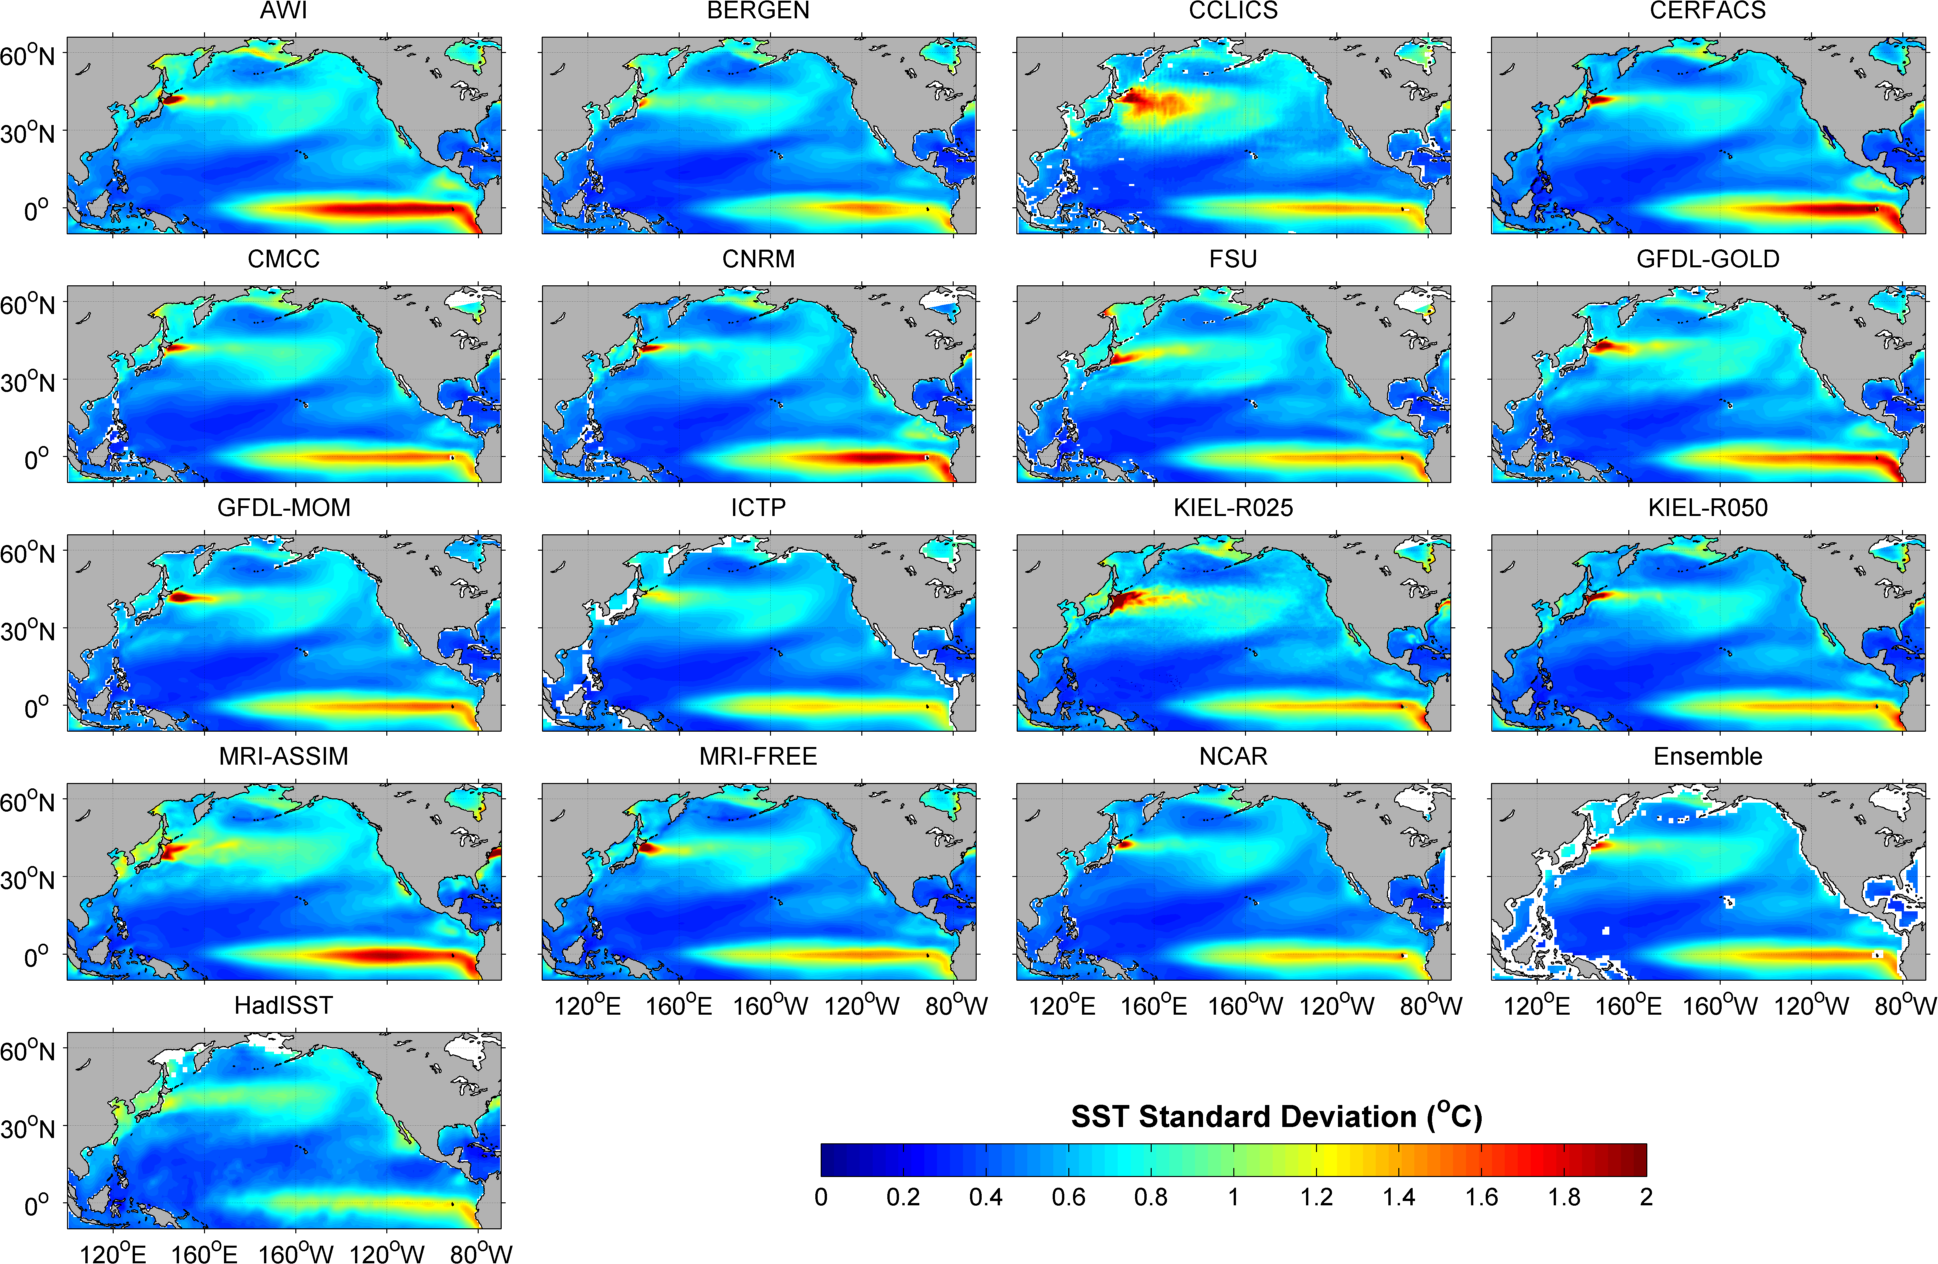 AWI BERGEN CCLICS CERFACS
60°N
30°N
0°
CMCC CNRM FSU GFDL-GOLD
60°N
30°N
0°
GFDL-MOM ICTP KIEL-R025 KIEL-R050
60°N
30°N
0°
MRI-ASSIM MRI-FREE NCAR Ensemble
60°N
30°N
0°
120°E 160°E 160°W 120°W 80°W 120°E 160°E 160°W 120°W 80°W 120°E 160°E 160°W 120°W 80°W
HadISST
60°N
30°N
0°
120°E 160°E 160°W 120°W 80°W
SST Standard Deviation (°C)
0 0.2 0.4 0.6 0.8 1 1.2 1.4 1.6 1.8 2